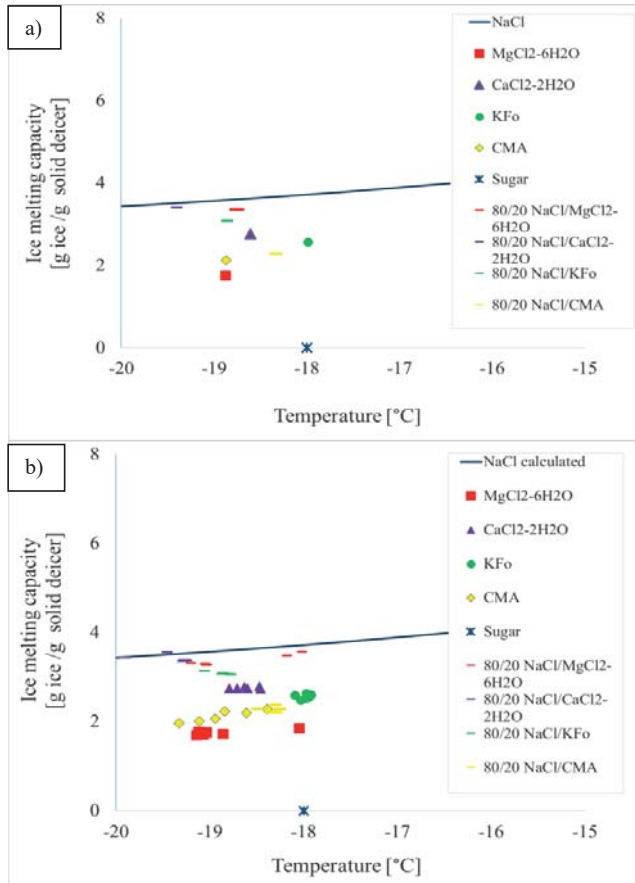 a)
8
6
4
2
0
Ice melting capacity
[g ice /g solid deicer]
-20
-19
-18
-17
-16
-15
Temperature [°C]
NaCl
MgCl2-6H2O
CaCl2-2H2O
KFo
CMA
Sugar
80/20 NaCl/MgCl2-
6H2O
80/20 NaCl/CaCl2-
2H2O
80/20 NaCl/KFo
80/20 NaCl/CMA
b)
8
6
4
2
0
Ice melting capacity
[g ice /g solid deicer]
-20
-19
-18
-17
-16
-15
Temperature [°C]
NaCl calculated
MgCl2-6H2O
CaCl2-2H2O
KFo
CMA
Sugar
80/20 NaCl/MgCl2-
6H2O
80/20 NaCl/CaCl2-
2H2O
80/20 NaCl/KFo
80/20 NaCl/CMA